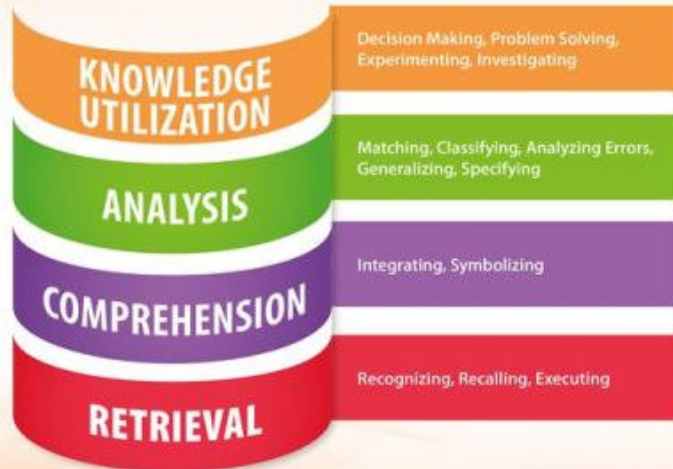 KNOWLEDGE
UTILIZATION
Decision Making, Problem Solving,
Experimenting, Investigating
ANALYSIS
Matching, Classifying, Analyzing Errors,
Generalizing, Specifying
COMPREHENSION
Integrating, Symbolizing
RETRIEVAL
Recognizing, Recalling, Executing